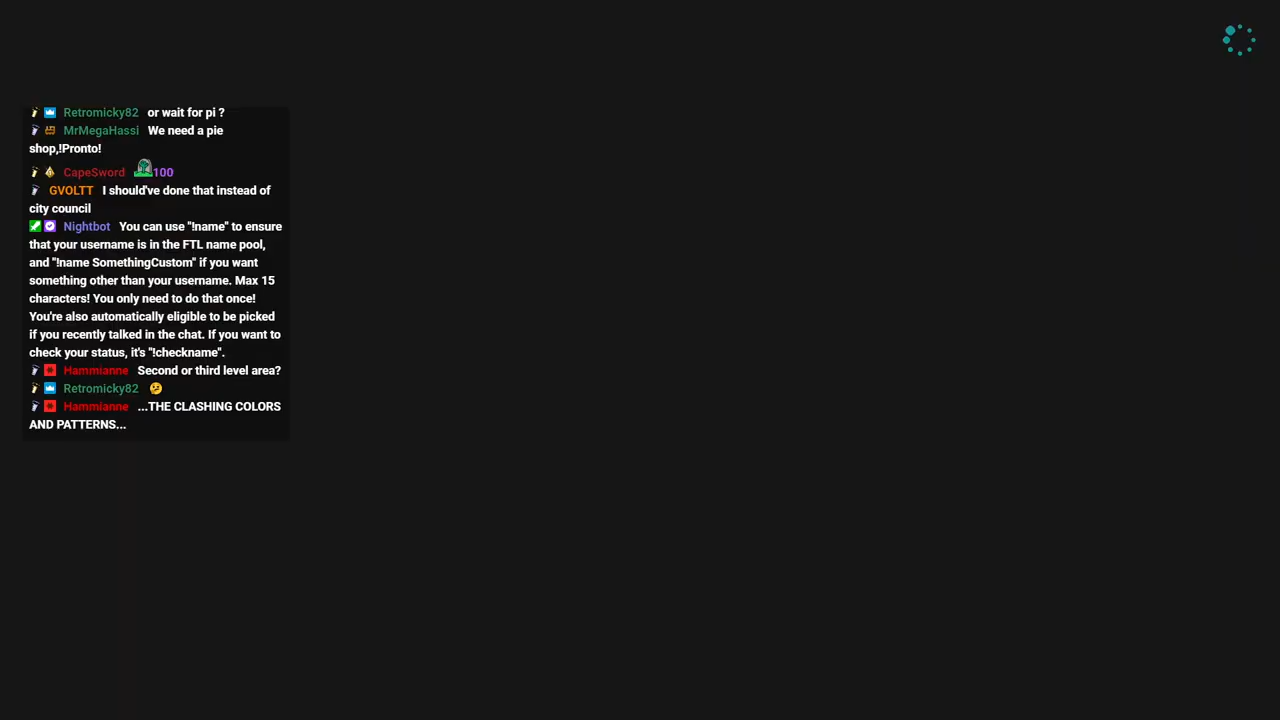 Retromicky82 or wait for pi ?
MrMegaHassi We need a pie
shop,!Pronto!
CapeSword 100
GVOLTT I should've done that instead of
city council
Nightbot You can use "!name" to ensure
that your username is in the FTL name pool,
and "!name SomethingCustom" if you want
something other than your username. Max 15
characters! You only need to do that once!
You're also automatically eligible to be picked
if you recently talked in the chat. If you want to
check your status, it's "!checkname".
Hammianne Second or third level area?
Retromicky82
Hammianne ...THE CLASHING COLORS
AND PATTERNS...